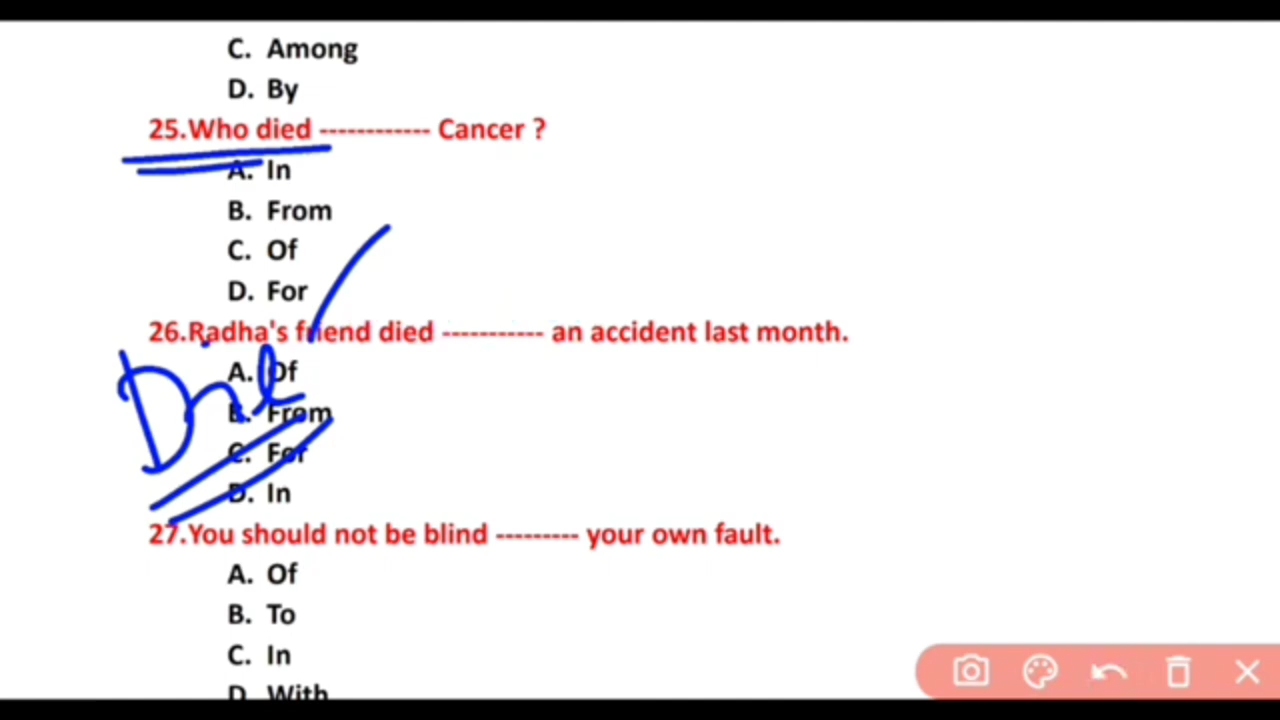 C. Among
D. By
25.Who died ------------ Cancer ?
A. In
B. From
C. Of
D. For
26.Radha's friend died ----------- an accident last month.
A. Of
B. From
C. For
D. In
27.You should not be blind --------- your own fault.
A. Of
B. To
C. In
D. With